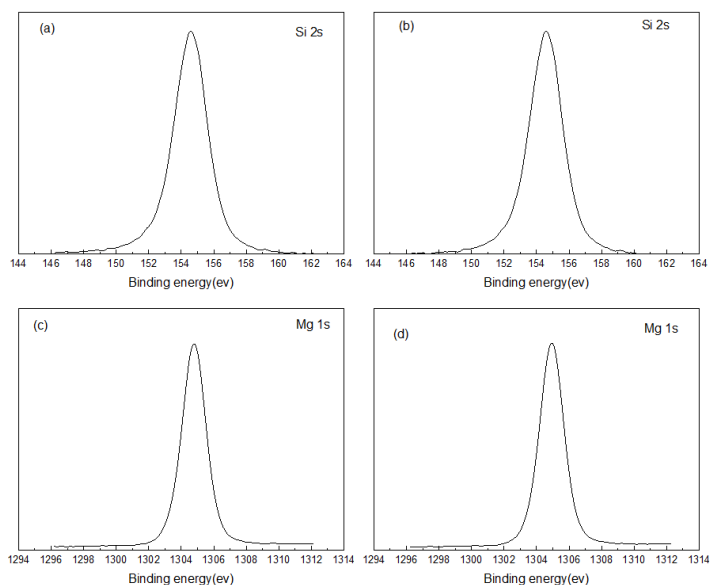 (a) Si 2s
(b) Si 2s
144 146 148 150 152 154 156 158 160 162 164
144 146 148 150 152 154 156 158 160 162 164
Binding energy(ev)
Binding energy(ev)
(c) Mg 1s
(d) Mg 1s
1294 1296 1298 1300 1302 1304 1306 1308 1310 1312 1314
1294 1296 1298 1300 1302 1304 1306 1308 1310 1312 1314
Binding energy(ev)
Binding energy(ev)